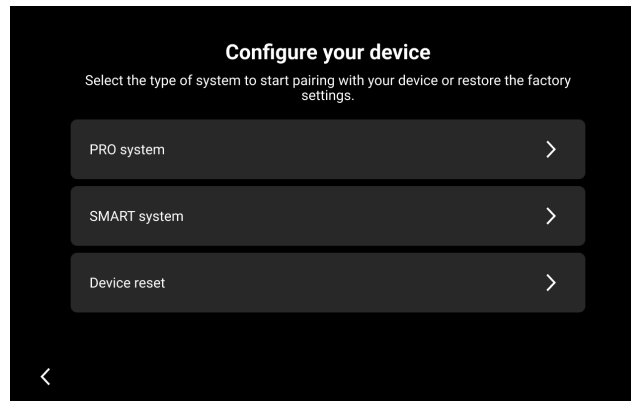 Configure your device
Select the type of system to start pairing with your device or restore the factory
settings.
PRO system
SMART system
Device reset